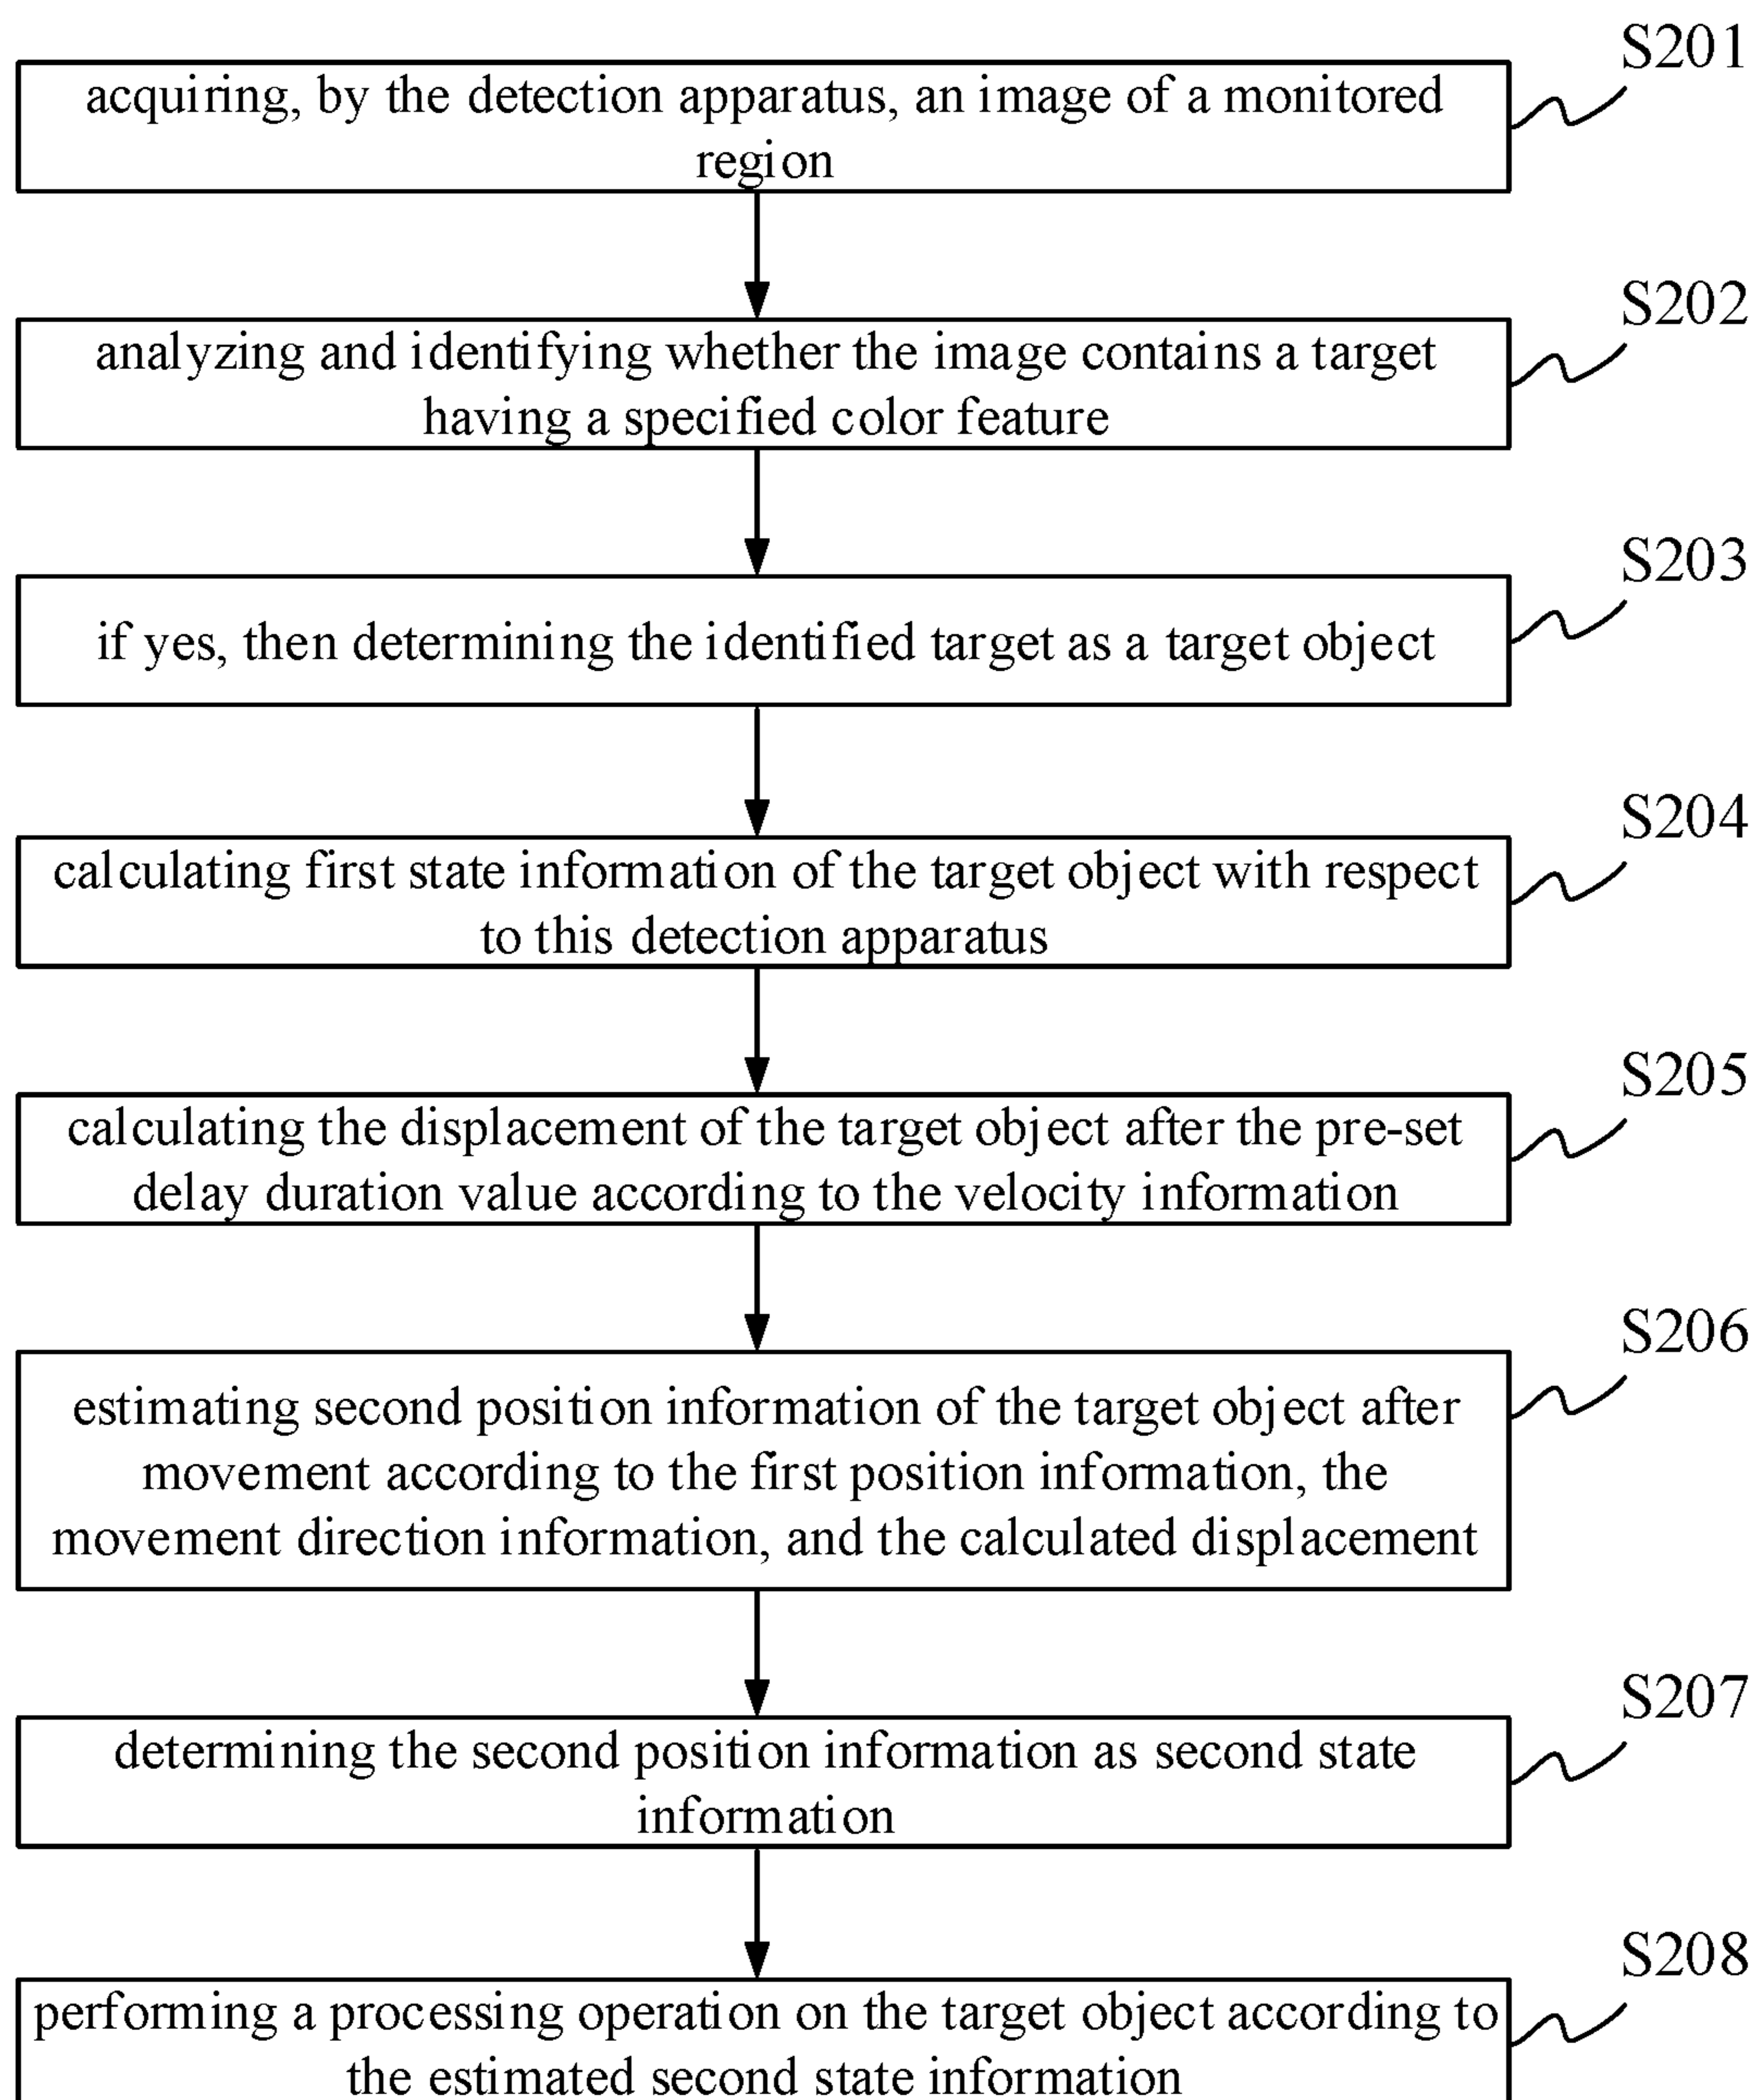 S201
acquiring, by the detection apparatus, an image of a monitored
region
S202
analyzing and identifying whether the image contains a target
having a specified color feature
S203
if yes, then determining the identified target as a target object
S204
calculating first state information of the target object with respect
to this detection apparatus
S205
calculating the displacement of the target object after the pre-set
delay duration value according to the velocity information
S206
estimating second position information of the target object after
movement according to the first position information, the
movement direction information, and the calculated displacement
S207
determining the second position information as second state
information
S208
performing a processing operation on the target object according to
the estimated second state information